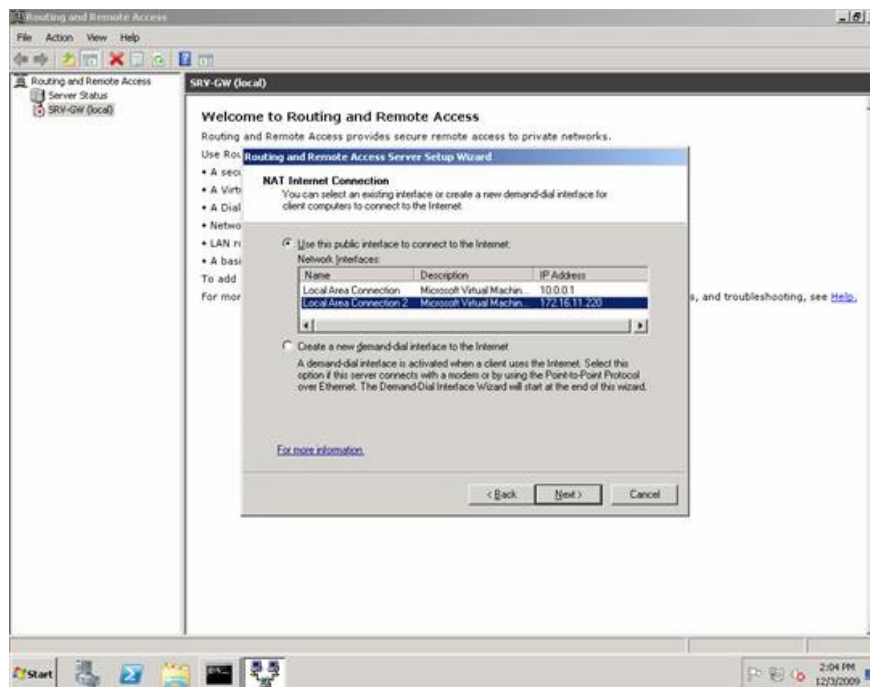 Routing and Remote Access
File Action View Help
Routing and Remote Access
Server Status
SRV-GW (local)
SRV-GW (local)
Welcome to Routing and Remote Access
Routing and Remote Access provides secure remote access to private networks.
Use Rou
• A secu
• A Virtu
• A Dial
• Netwo
• LAN ro
• A basi
To add
For mor
s, and troubleshooting, see Help.
Routing and Remote Access Server Setup Wizard
NAT Internet Connection
You can select an existing interface or create a new demand-dial interface for
client computers to connect to the Internet.
Use this public interface to connect to the Internet:
Network Interfaces:
Name Description IP Address
Local Area Connection Microsoft Virtual Machin... 10.0.0.1
Local Area Connection 2 Microsoft Virtual Machin... 172.16.11.220
Create a new demand-dial interface to the Internet
A demand-dial interface is activated when a client uses the Internet. Select this
option if this server connects with a modem or by using the Point-to-Point Protocol
over Ethernet. The Demand-Dial Interface Wizard will start at the end of this wizard.
For more information.
< Back Next > Cancel
Start
2:04 PM
12/3/2009